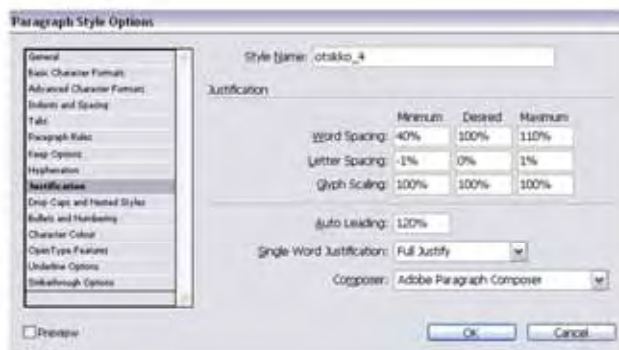 Paragraph Style Options
General
Basic Character Formats
Advanced Character Formats
Indents and Spacing
Tabs
Paragraph Rules
Keep Options
Hyphenation
Justification
Drop Caps and Nested Styles
Bullets and Numbering
Character Colour
OpenType Features
Underline Options
Strikethrough Options
Style Name: otsikko_4
Justification
Minimum Desired Maximum
Word Spacing: 40% 100% 110%
Letter Spacing: -1% 0% 1%
Glyph Scaling: 100% 100% 100%
Auto Leading: 120%
Single Word Justification: Full Justify
Composer: Adobe Paragraph Composer
Preview
OK Cancel